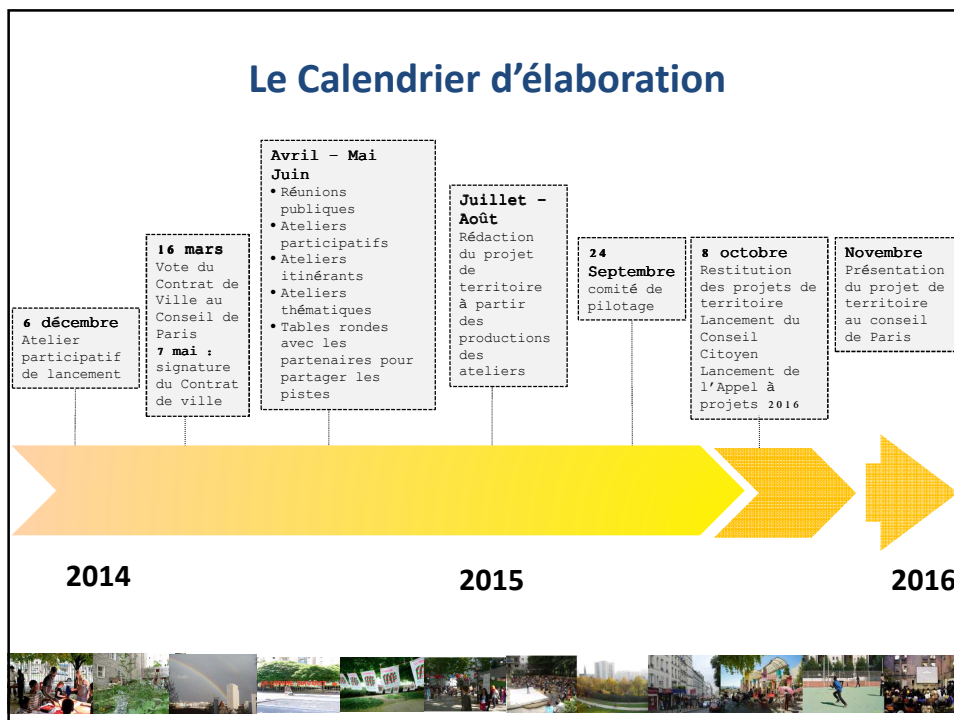 Le Calendrier d'élaboration
6 décembre
Atelier
participatif
de lancement
16 mars
Vote du
Contrat de
Ville au
Conseil de
Paris
7 mai :
signature
du Contrat
de ville
Avril – Mai
Juin
• Réunions
publiques
• Ateliers
participatifs
• Ateliers
itinérants
• Ateliers
thématiques
• Tables rondes
avec les
partenaires pour
partager les
pistes
Juillet –
Août
Rédaction
du projet
de
territoire
à partir
des
productions
des
ateliers
24
Septembre
comité de
pilotage
8 octobre
Restitution
des projets de
territoire
Lancement du
Conseil
Citoyen
Lancement de
l'Appel à
projets 2016
Novembre
Présentation
du projet de
territoire
au conseil
de Paris
2014
2015
2016